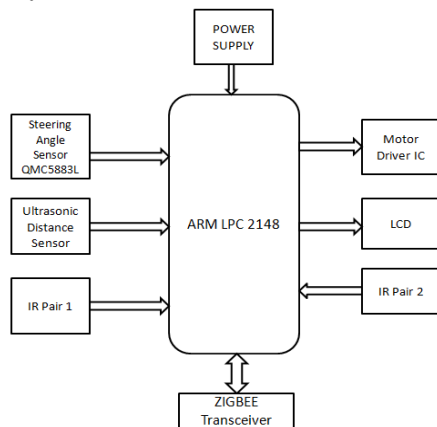 POWER
SUPPLY
Steering
Angle
Sensor
QMC5883L
Motor
Driver IC
Ultrasonic
Distance
Sensor
ARM LPC 2148
LCD
IR Pair 1
IR Pair 2
ZIGBEE
Transceiver